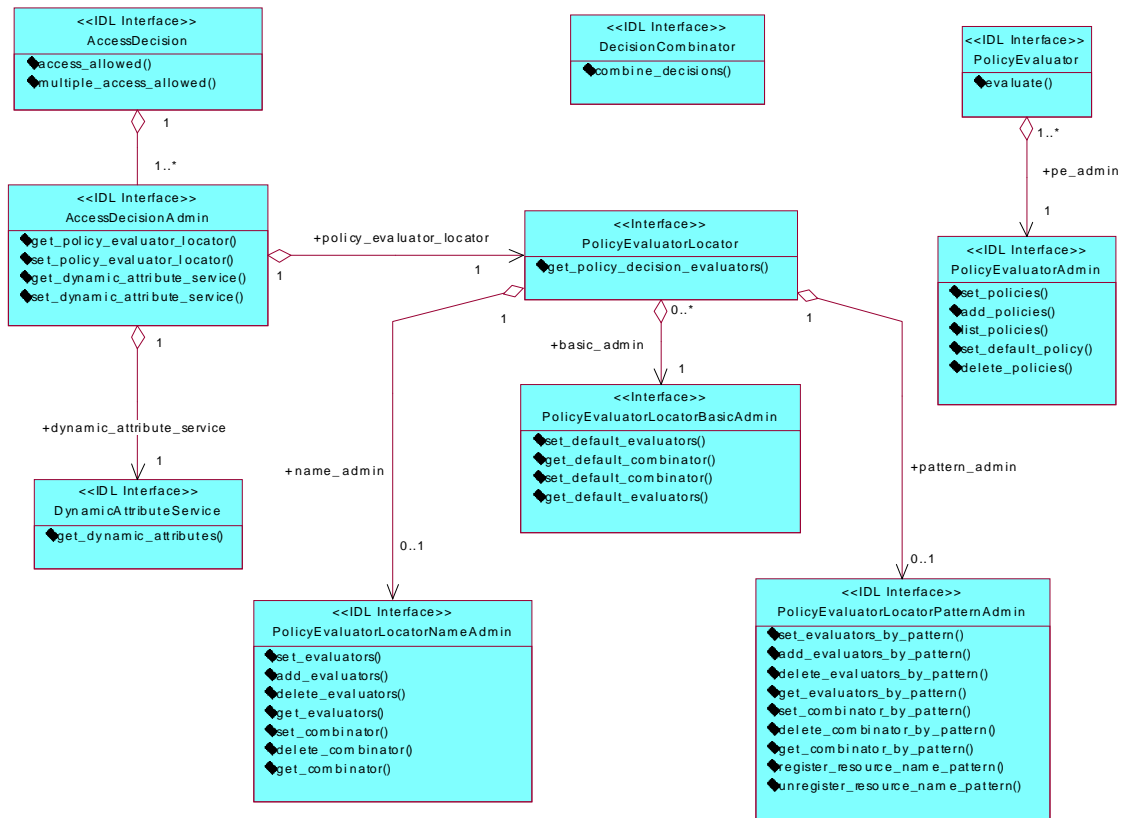 <<IDL Interface>>
AccessDecision
access_allowed()
multiple_access_allowed()
<<IDL Interface>>
DecisionCombinator
combine_decisions()
<<IDL Interface>>
PolicyEvaluator
evaluate()
1
1..*
1..*
+pe_admin
1
<<IDL Interface>>
AccessDecisionAdmin
get_policy_evaluator_locator()
set_policy_evaluator_locator()
get_dynamic_attribute_service()
set_dynamic_attribute_service()
+policy_evaluator_locator
1
1
<<Interface>>
PolicyEvaluatorLocator
get_policy_decision_evaluators()
<<IDL Interface>>
PolicyEvaluatorAdmin
set_policies()
add_policies()
list_policies()
set_default_policy()
delete_policies()
1
0..*
1
1
+basic_admin
1
<<Interface>>
PolicyEvaluatorLocatorBasicAdmin
set_default_evaluators()
get_default_combinator()
set_default_combinator()
get_default_evaluators()
+dynamic_attribute_service
1
+name_admin
+pattern_admin
<<IDL Interface>>
DynamicAttributeService
get_dynamic_attributes()
0..1
0..1
<<IDL Interface>>
PolicyEvaluatorLocatorNameAdmin
set_evaluators()
add_evaluators()
delete_evaluators()
get_evaluators()
set_combinator()
delete_combinator()
get_combinator()
<<IDL Interface>>
PolicyEvaluatorLocatorPatternAdmin
set_evaluators_by_pattern()
add_evaluators_by_pattern()
delete_evaluators_by_pattern()
get_evaluators_by_pattern()
set_combinator_by_pattern()
delete_combinator_by_pattern()
get_combinator_by_pattern()
register_resource_name_pattern()
unregister_resource_name_pattern()